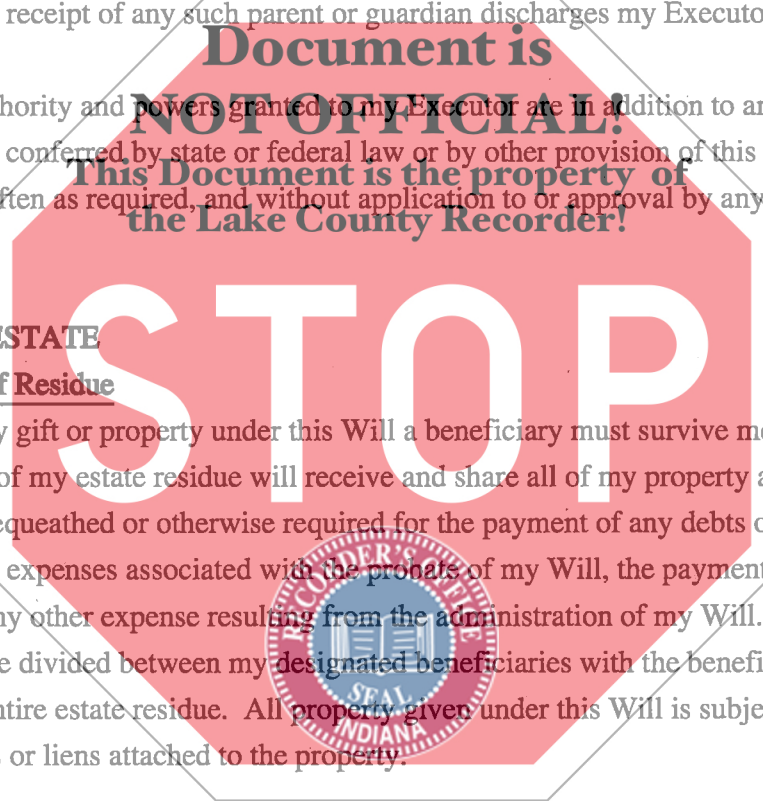 receipt of any such parent or guardian discharges my Executo
Document is
hority and powers granted to my Executor are in addition to an
NOT OFFICIAL!
conferred by state or federal law or by other provision of this
This Document is the property of
ften as required, and without application to or approval by any
the Lake County Recorder!
STOP
ESTATE
f Residue
y gift or property under this Will a beneficiary must survive me
of my estate residue will receive and share all of my property a
equeathed or otherwise required for the payment of any debts o
expenses associated with the probate of my Will, the payment
ny other expense resulting from the administration of my Will.
e divided between my designated beneficiaries with the benefi
ntire estate residue. All property given under this Will is subje
s or liens attached to the property.
RECORDER'S OFFICE
SEAL
INDIANA